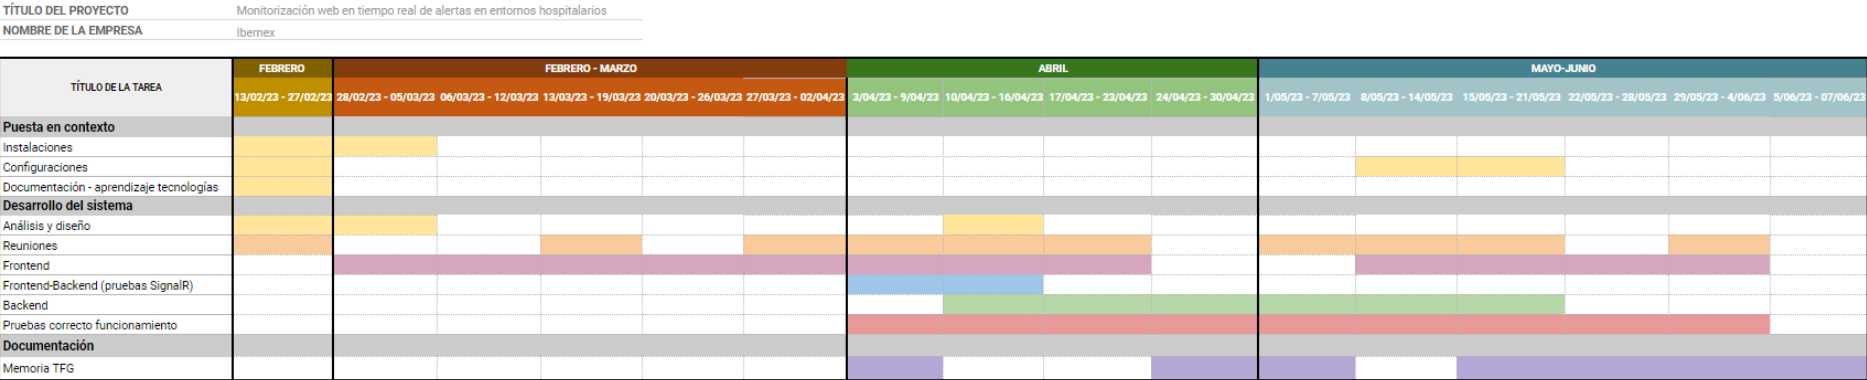 TÍTULO DEL PROYECTO Monitorización web en tiempo real de alertas en entornos hospitalarios
NOMBRE DE LA EMPRESA Ibernex
TÍTULO DE LA TAREA
FEBRERO FEBRERO - MARZO ABRIL MAYO-JUNIO
13/02/23 - 27/02/23 28/02/23 - 05/03/23 06/03/23 - 12/03/23 13/03/23 - 19/03/23 20/03/23 - 26/03/23 27/03/23 - 02/04/23 3/04/23 - 9/04/23 10/04/23 - 16/04/23 17/04/23 - 23/04/23 24/04/23 - 30/04/23 1/05/23 - 7/05/23 8/05/23 - 14/05/23 15/05/23 - 21/05/23 22/05/23 - 28/05/23 29/05/23 - 4/06/23 5/06/23 - 07/06/23
Puesta en contexto
Instalaciones
Configuraciones
Documentación - aprendizaje tecnologías
Desarrollo del sistema
Análisis y diseño
Reuniones
Frontend
Frontend-Backend (pruebas SignalR)
Backend
Pruebas correcto funcionamiento
Documentación
Memoria TFG